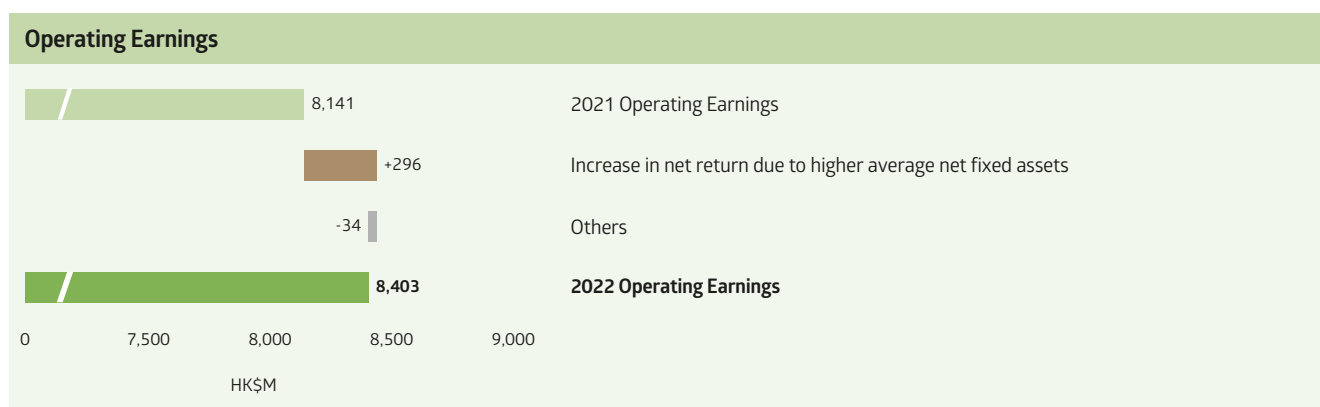 Operating Earnings
8,141 2021 Operating Earnings
+296 Increase in net return due to higher average net fixed assets
-34 Others
8,403 2022 Operating Earnings
0 7,500 8,000 8,500 9,000
HK$M